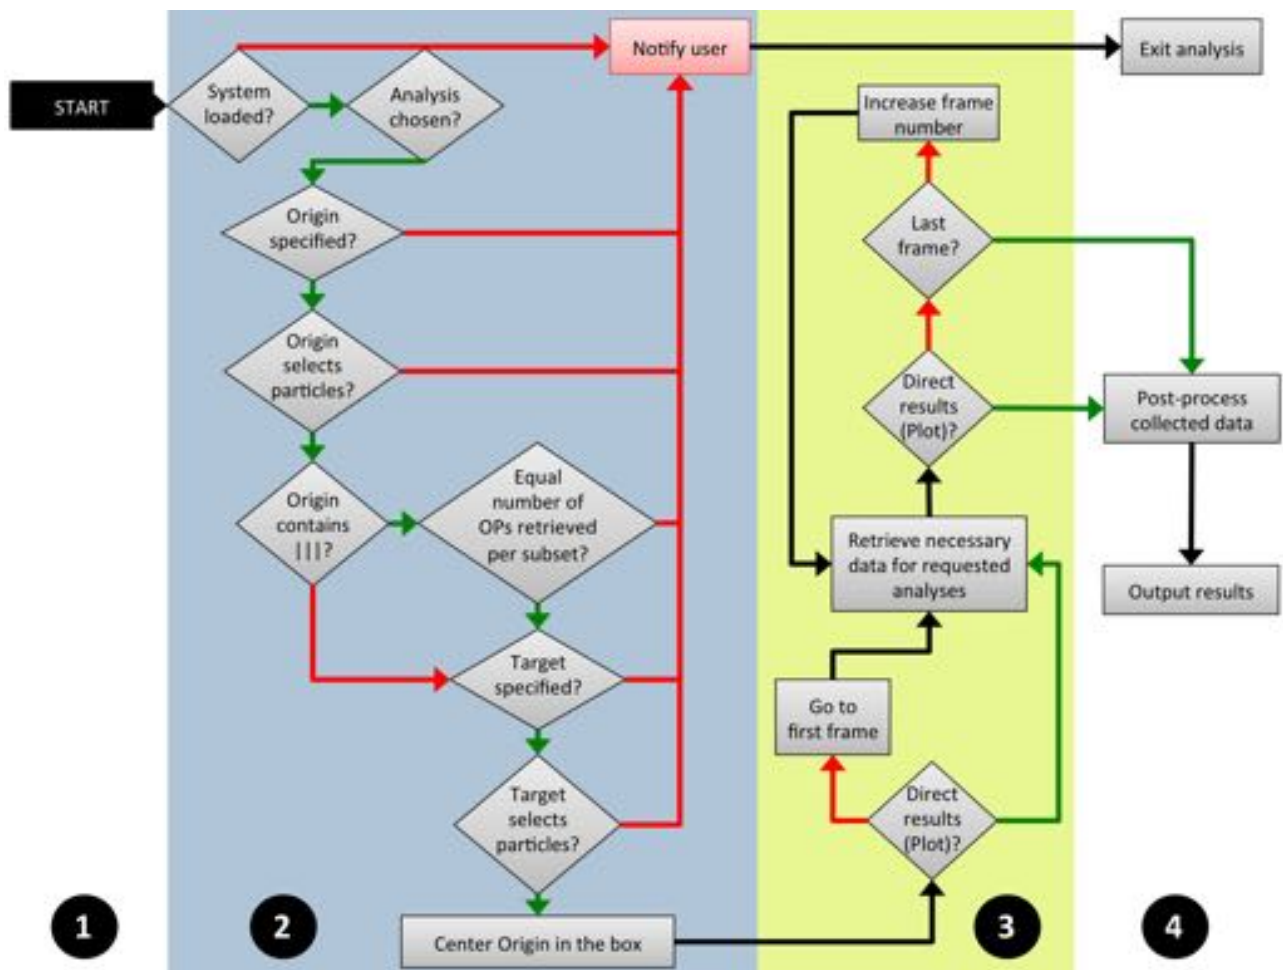 START
System
loaded?
Analysis
chosen?
Notify user
Origin
specified?
Origin
selects
particles?
Origin
contains
|||?
Equal
number of
OPs retrieved
per subset?
Target
specified?
Target
selects
particles?
Center Origin in the box
Increase frame
number
Last
frame?
Direct
results
(Plot)?
Retrieve necessary
data for requested
analyses
Go to
first frame
Direct
results
(Plot)?
Exit analysis
Post-process
collected data
Output results
1
2
3
4